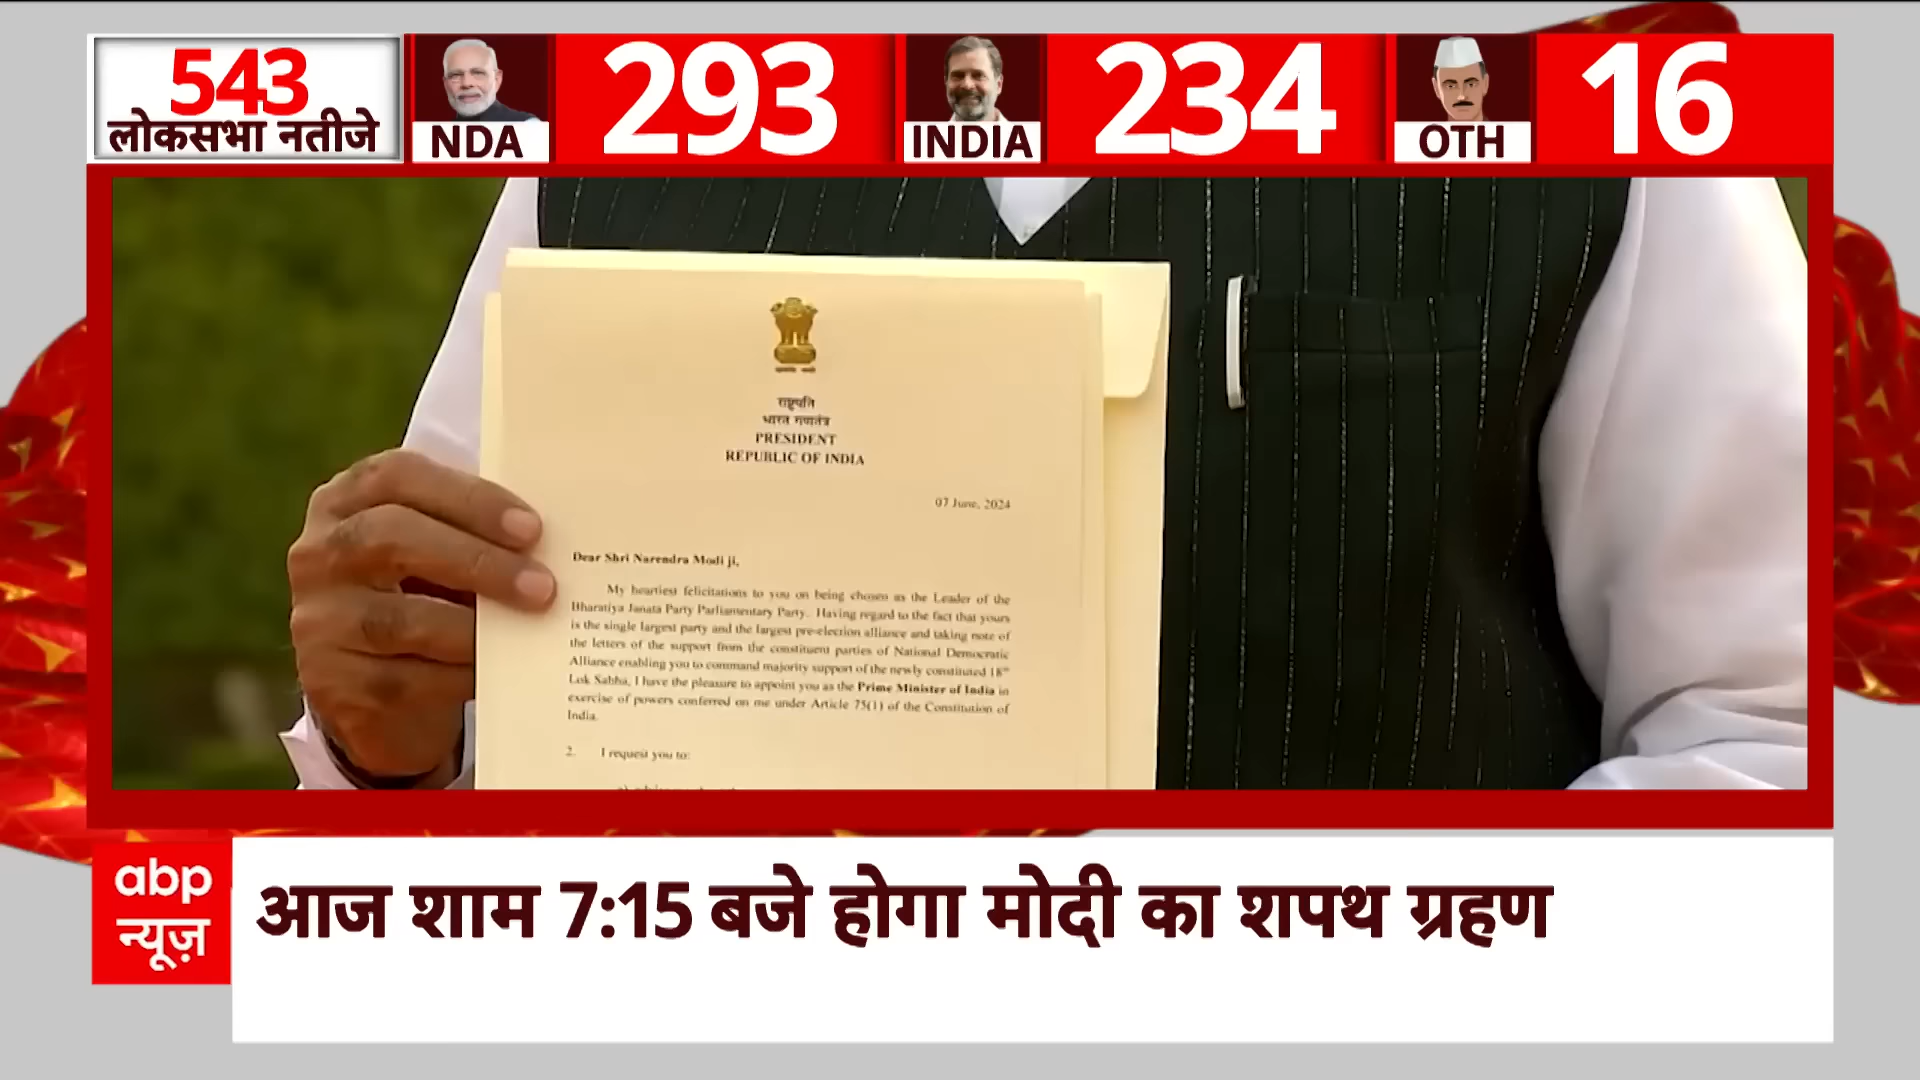 543
लोकसभा नतीजे
NDA
293
INDIA
234
OTH
16
राष्ट्रपति
भारत गणतंत्र
PRESIDENT
REPUBLIC OF INDIA
07 June, 2024
Dear Shri Narendra Modi ji,
My heartiest felicitations to you on being chosen as the Leader of the
Bharatiya Janata Party Parliamentary Party. Having regard to the fact that yours
is the single largest party and the largest pre-election alliance and taking note of
the letters of the support from the constituent parties of National Democratic
Alliance enabling you to command majority support of the newly constituted 18th
Lok Sabha, I have the pleasure to appoint you as the Prime Minister of India in
exercise of powers conferred on me under Article 75(1) of the Constitution of
India.
2. I request you to:
abp
न्यूज़
आज शाम 7:15 बजे होगा मोदी का शपथ ग्रहण